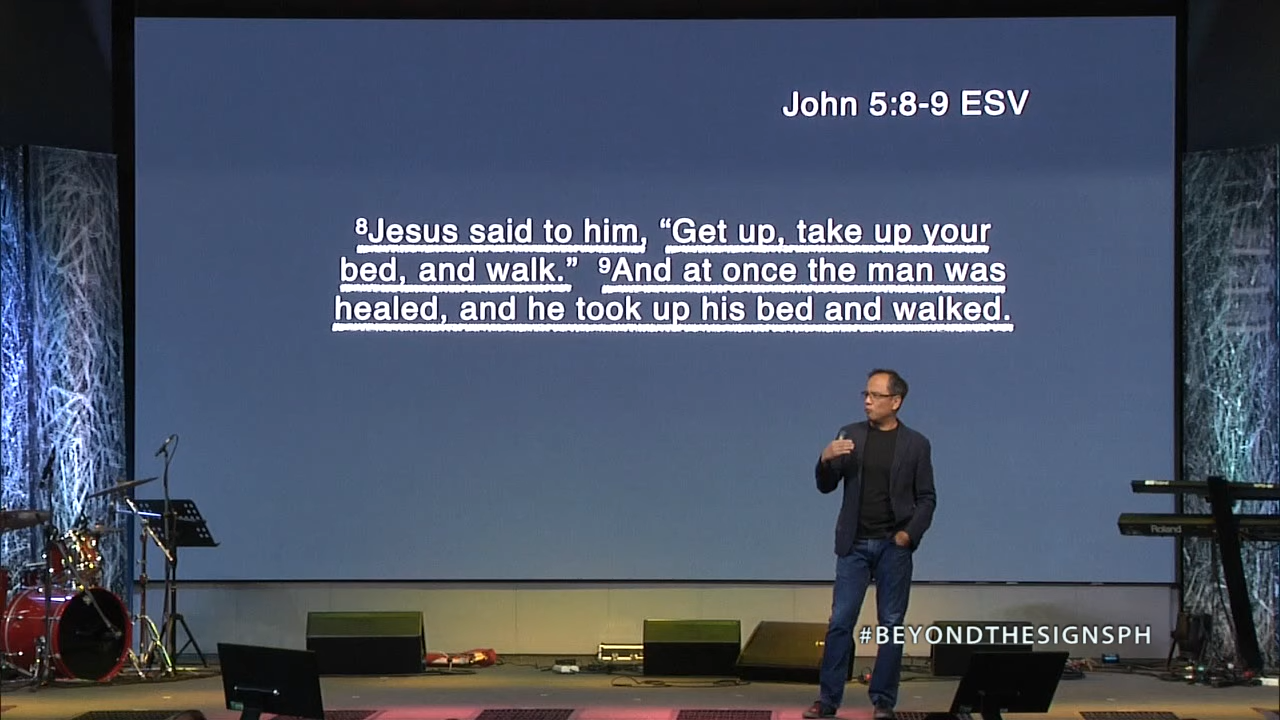 John 5:8-9 ESV
⁸Jesus said to him, “Get up, take up your
bed, and walk.” ⁹And at once the man was
healed, and he took up his bed and walked.
Roland
#BEYONDTHESIGNSPH